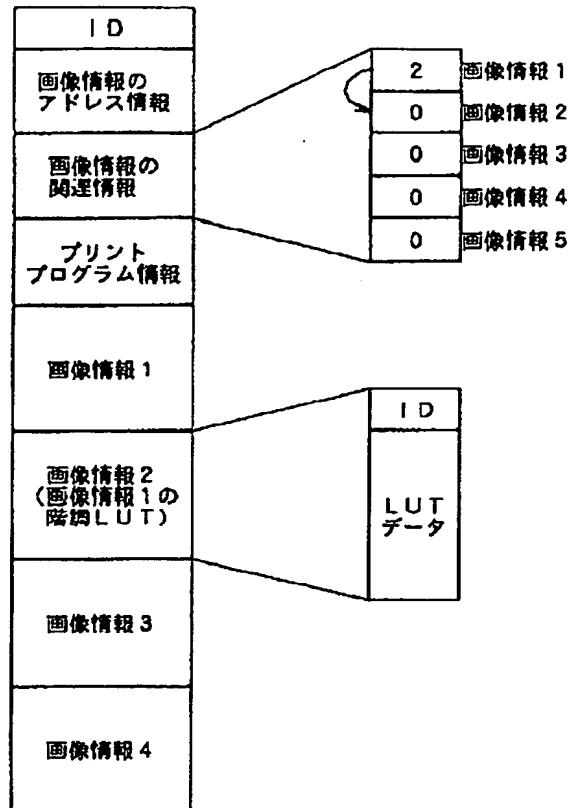 ID
画像情報の
アドレス情報
画像情報の
関連情報
プリント
プログラム情報
画像情報1
画像情報2
(画像情報1の
階調LUT)
画像情報3
画像情報4
2 画像情報1
0 画像情報2
0 画像情報3
0 画像情報4
0 画像情報5
ID
LUT
データ